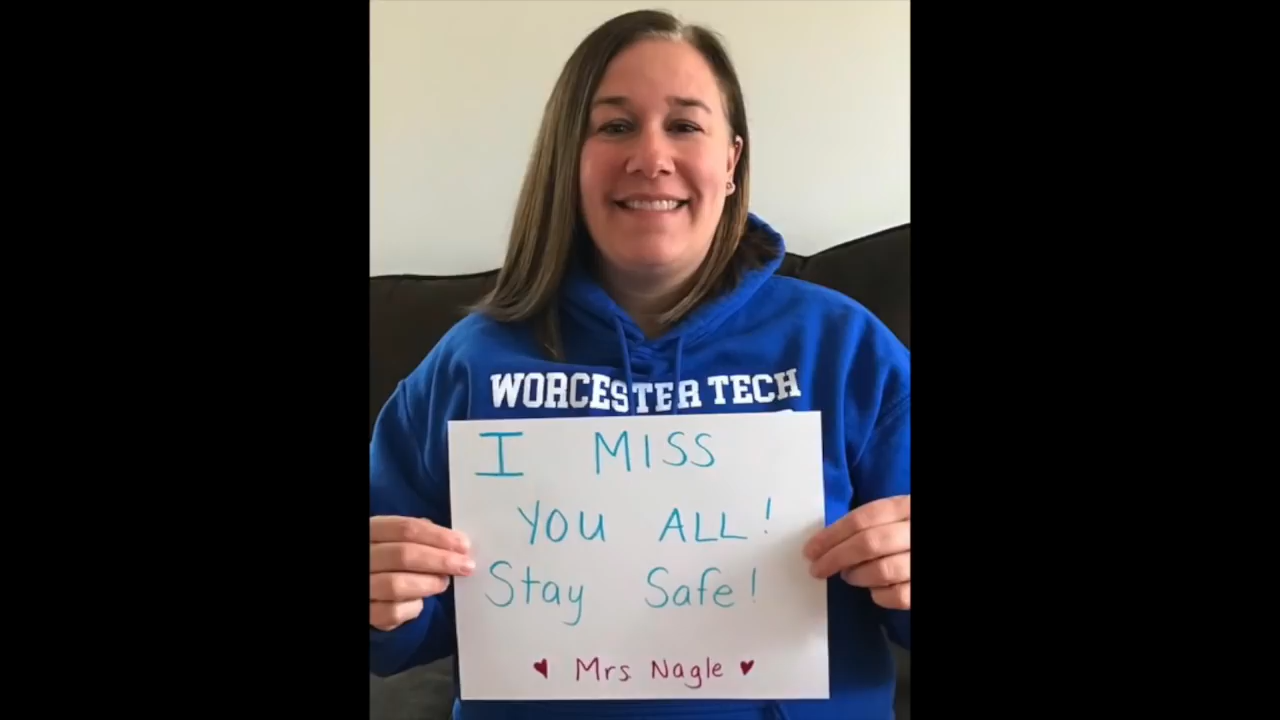 WORCESTER TECH
I MISS
YOU ALL!
Stay Safe!
♥ Mrs Nagle ♥